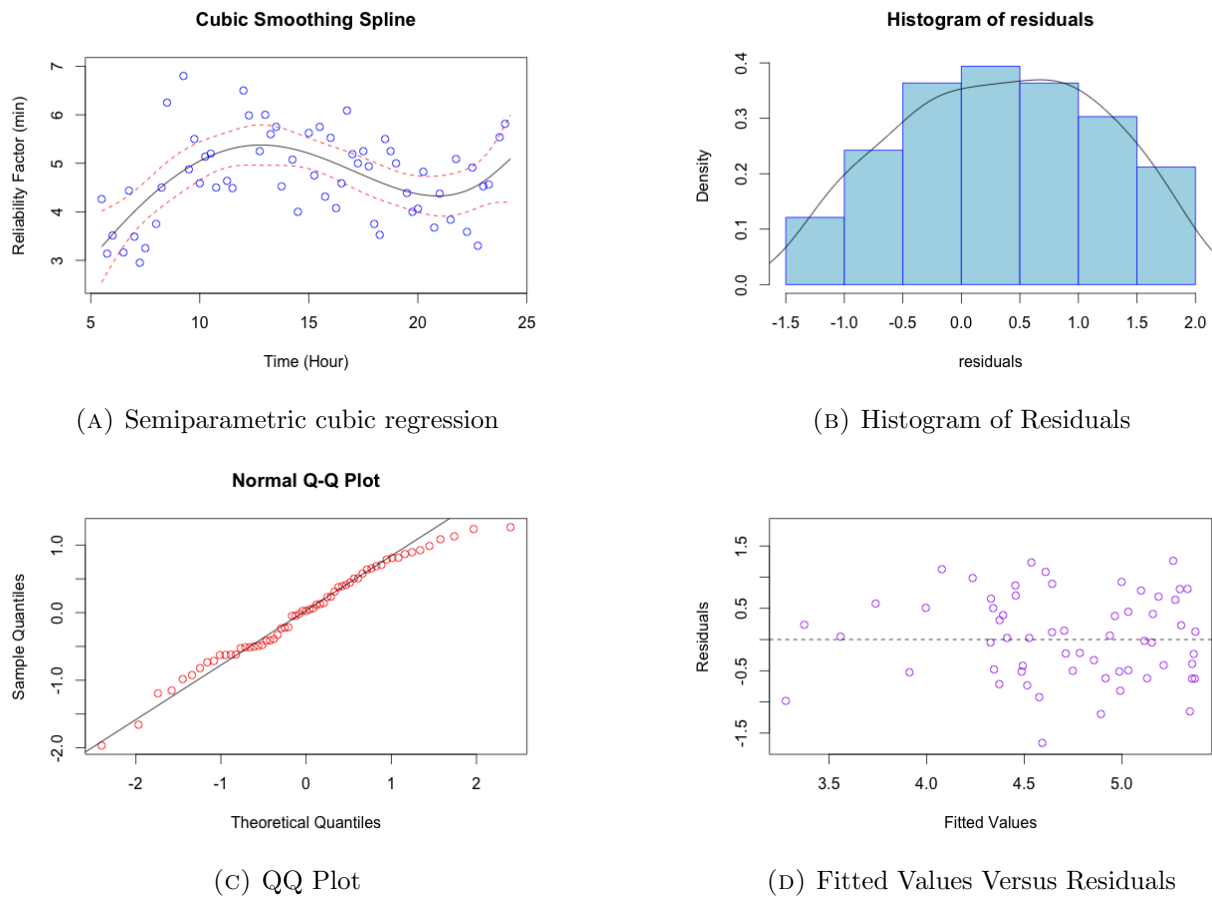 Cubic Smoothing Spline
Reliability Factor (min)
7
6
5
4
3
5 10 15 20 25
Time (Hour)
(A) Semiparametric cubic regression
Histogram of residuals
Density
0.4
0.3
0.2
0.1
0.0
-1.5 -1.0 -0.5 0.0 0.5 1.0 1.5 2.0
residuals
(B) Histogram of Residuals
Normal Q-Q Plot
Sample Quantiles
1.0
0.0
-1.0
-2.0
-2 -1 0 1 2
Theoretical Quantiles
(C) QQ Plot
Residuals
1.5
0.5
-0.5
-1.5
3.5 4.0 4.5 5.0
Fitted Values
(D) Fitted Values Versus Residuals